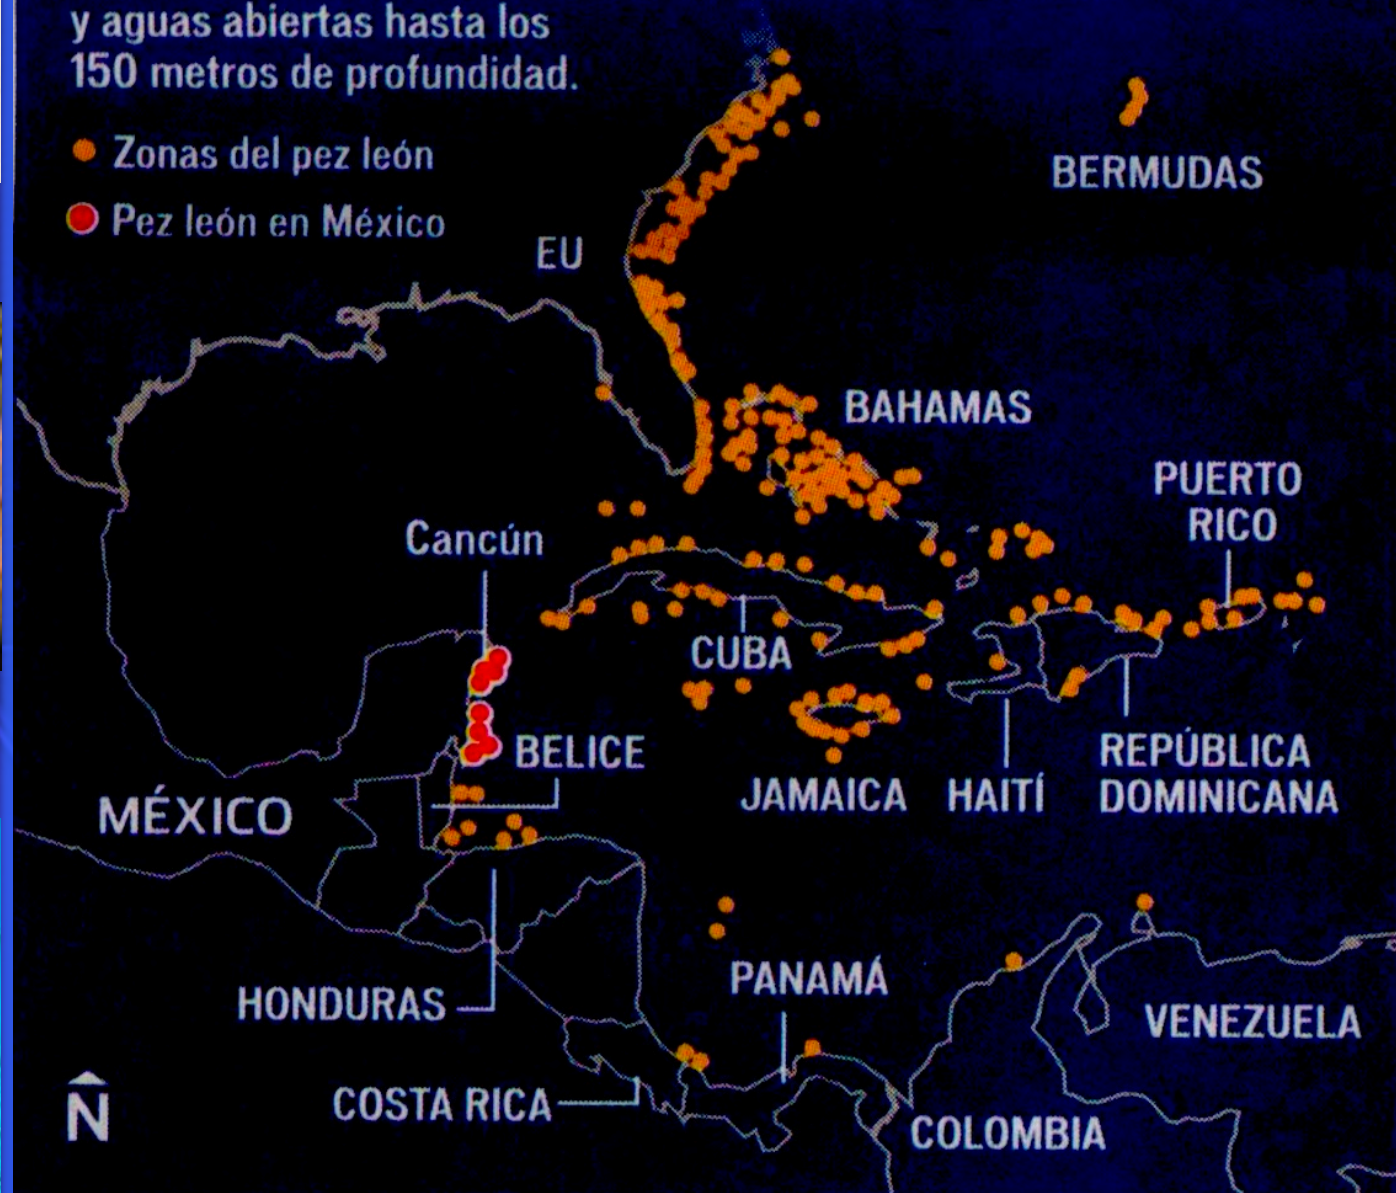 y aguas abiertas hasta los
150 metros de profundidad.
Zonas del pez león
Pez león en México
BERMUDAS
EU
BAHAMAS
PUERTO
RICO
Cancún
CUBA
BELICE
REPÚBLICA
DOMINICANA
JAMAICA
HAITÍ
MÉXICO
PANAMÁ
HONDURAS
VENEZUELA
COSTA RICA
COLOMBIA
N